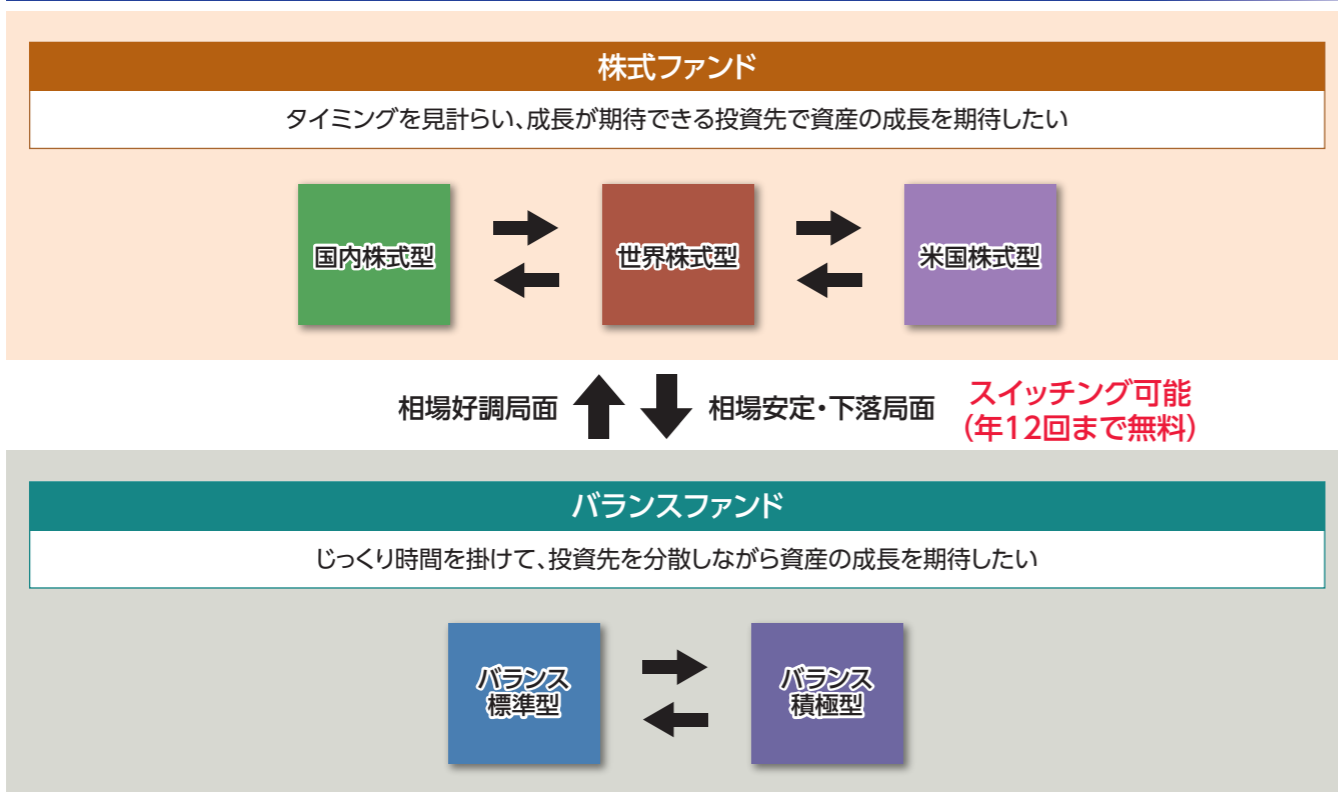 株式ファンド
タイミングを見計らい、成長が期待できる投資先で資産の成長を期待したい
国内株式型
世界株式型
米国株式型
相場好調局面
相場安定・下落局面
スイッチング可能
(年12回まで無料)
バランスファンド
じっくり時間を掛けて、投資先を分散しながら資産の成長を期待したい
バランス
標準型
バランス
積極型